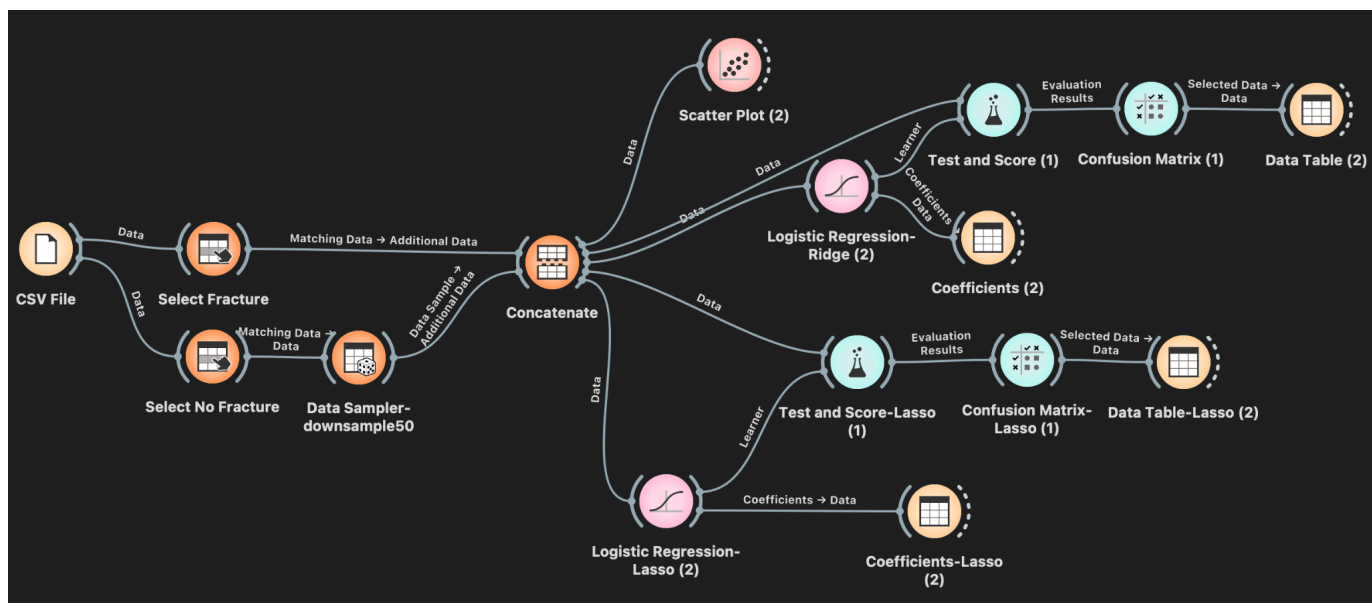 Scatter Plot (2)
Data
Evaluation
Results
Selected Data →
Data
Test and Score (1)
Confusion Matrix (1)
Data Table (2)
Data
Learner
Data
Coefficients
Data
Logistic Regression-
Ridge (2)
Coefficients (2)
Data
Matching Data → Additional Data
CSV File
Select Fracture
Concatenate
Data
Matching Data →
Data
Data Sample →
Additional Data
Select No Fracture
Data Sampler-
downsample50
Data
Evaluation
Results
Selected Data →
Data
Test and Score-Lasso
(1)
Confusion Matrix-
Lasso (1)
Data Table-Lasso (2)
Data
Learner
Coefficients → Data
Logistic Regression-
Lasso (2)
Coefficients-Lasso
(2)